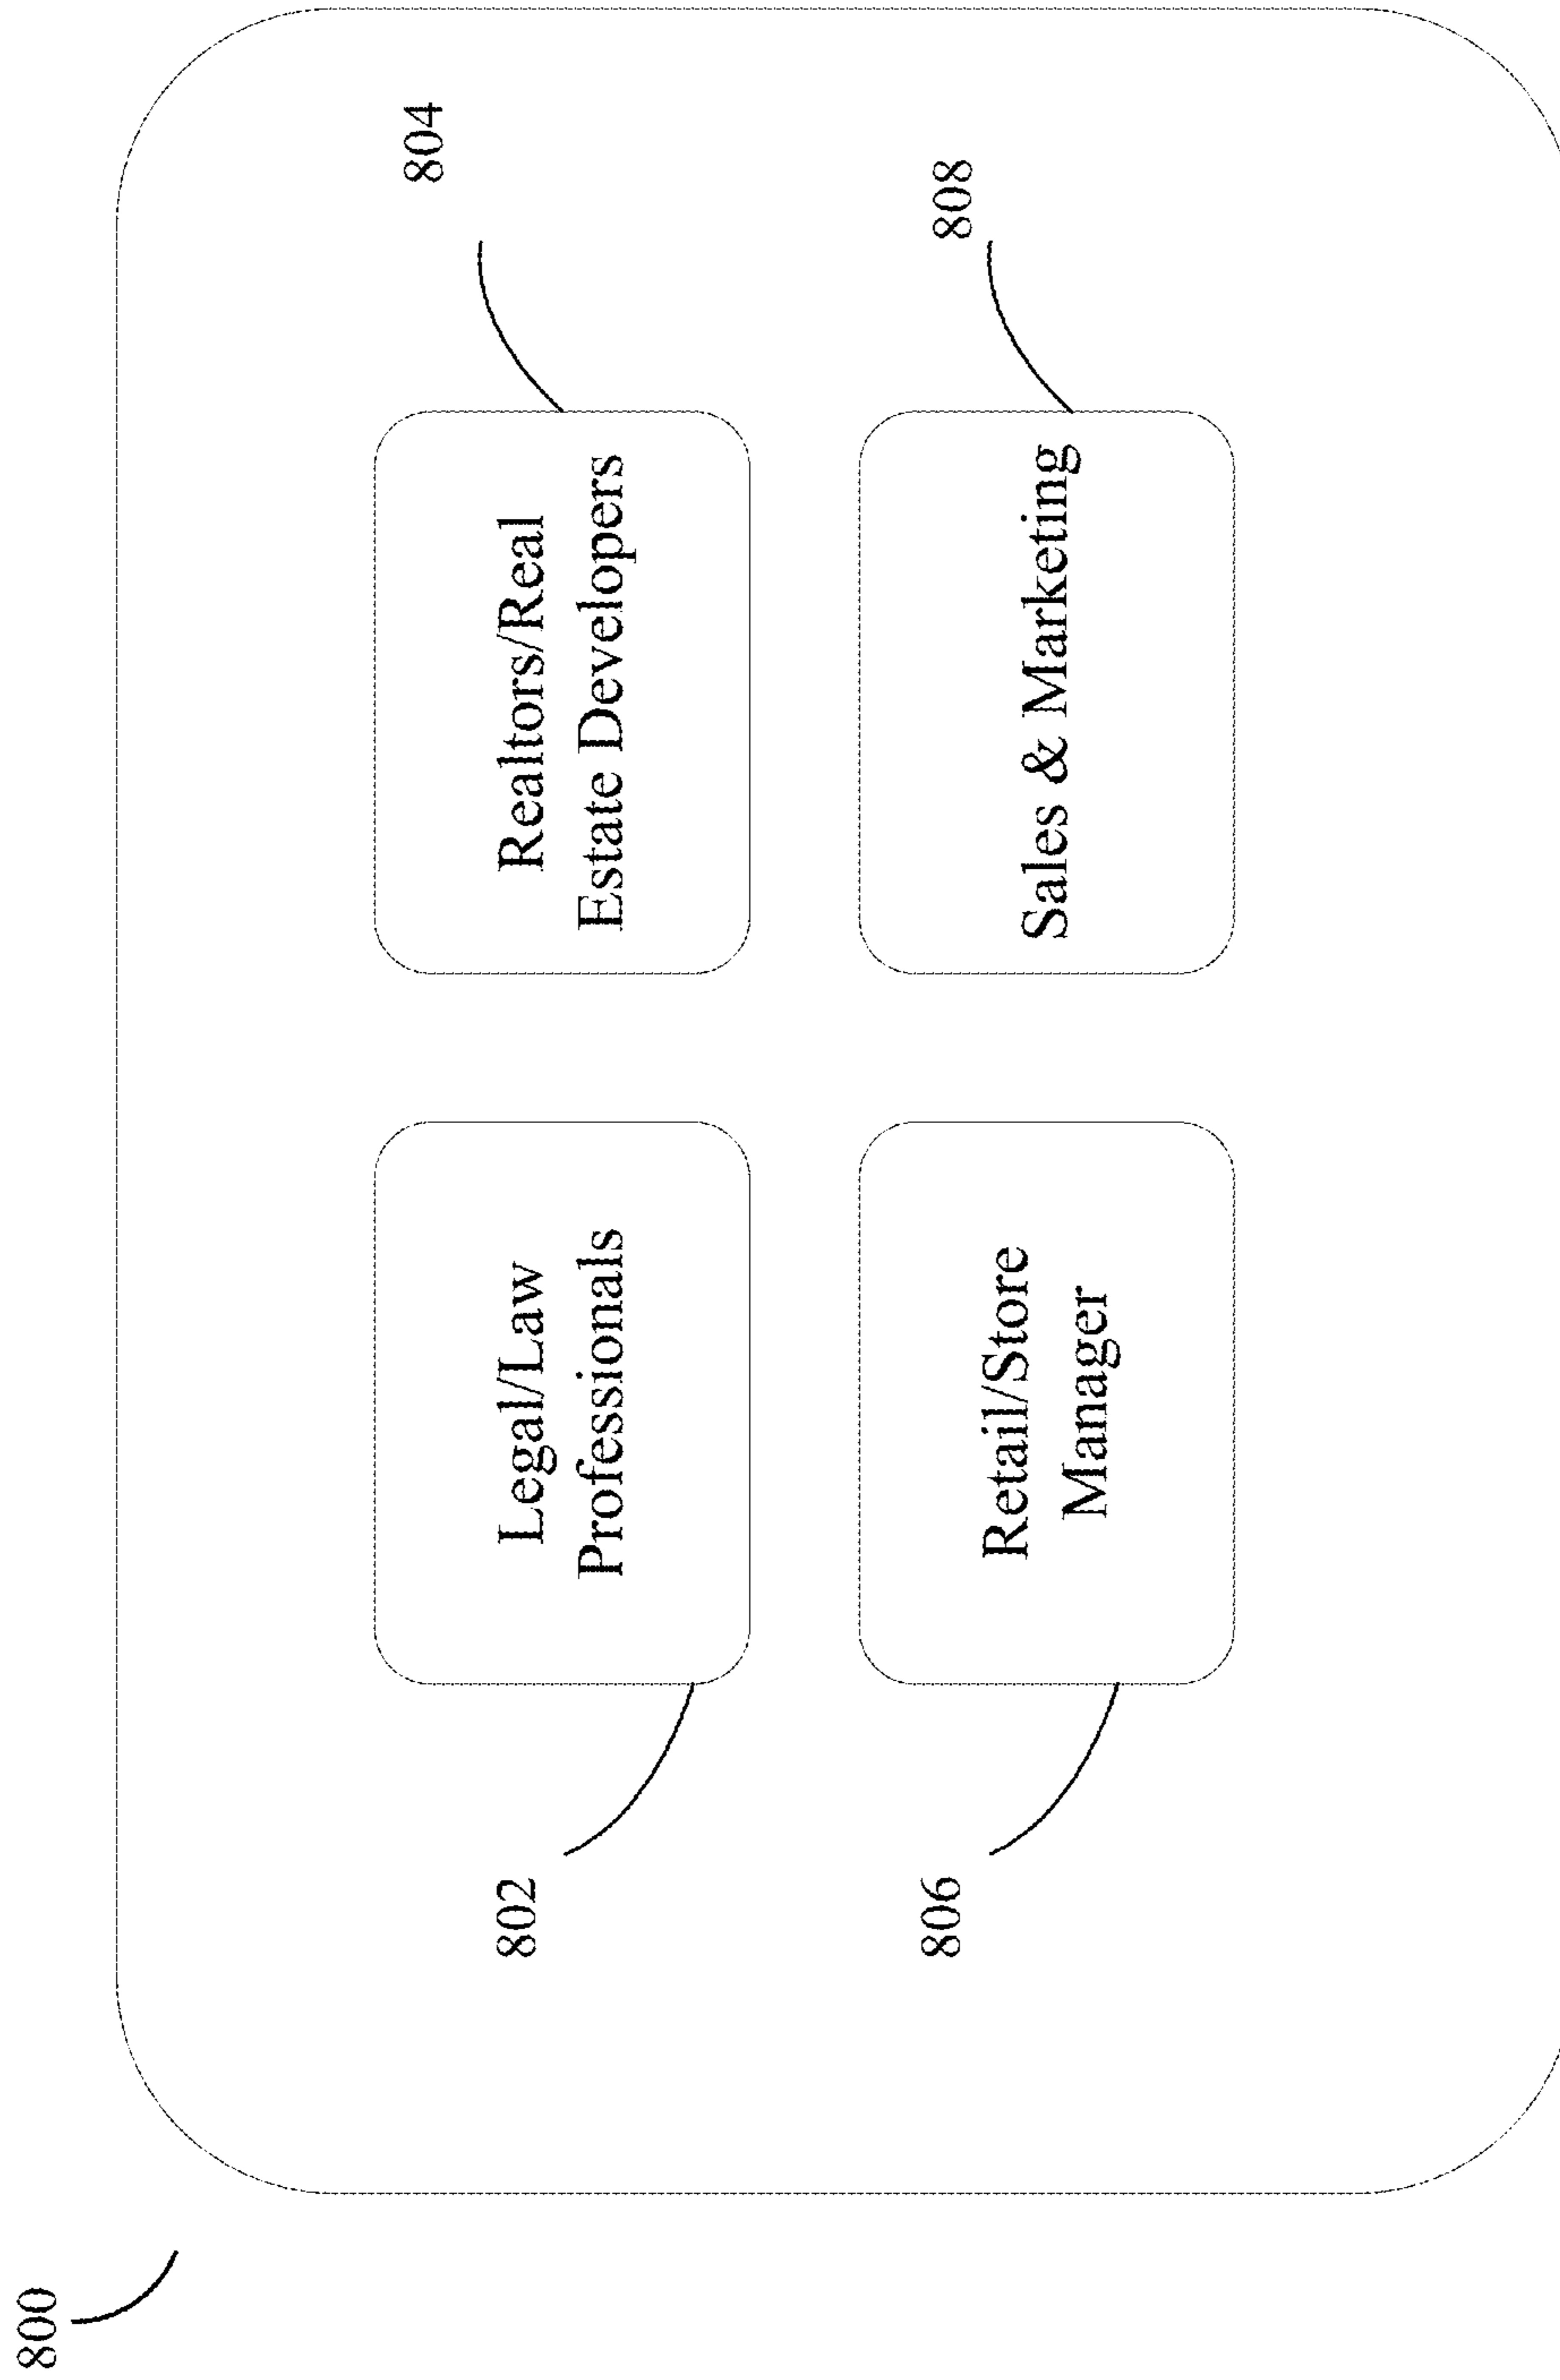 800
802
Legal/Law
Professionals
Realtors/Real
Estate Developers
804
806
Retail/Store
Manager
Sales & Marketing
808